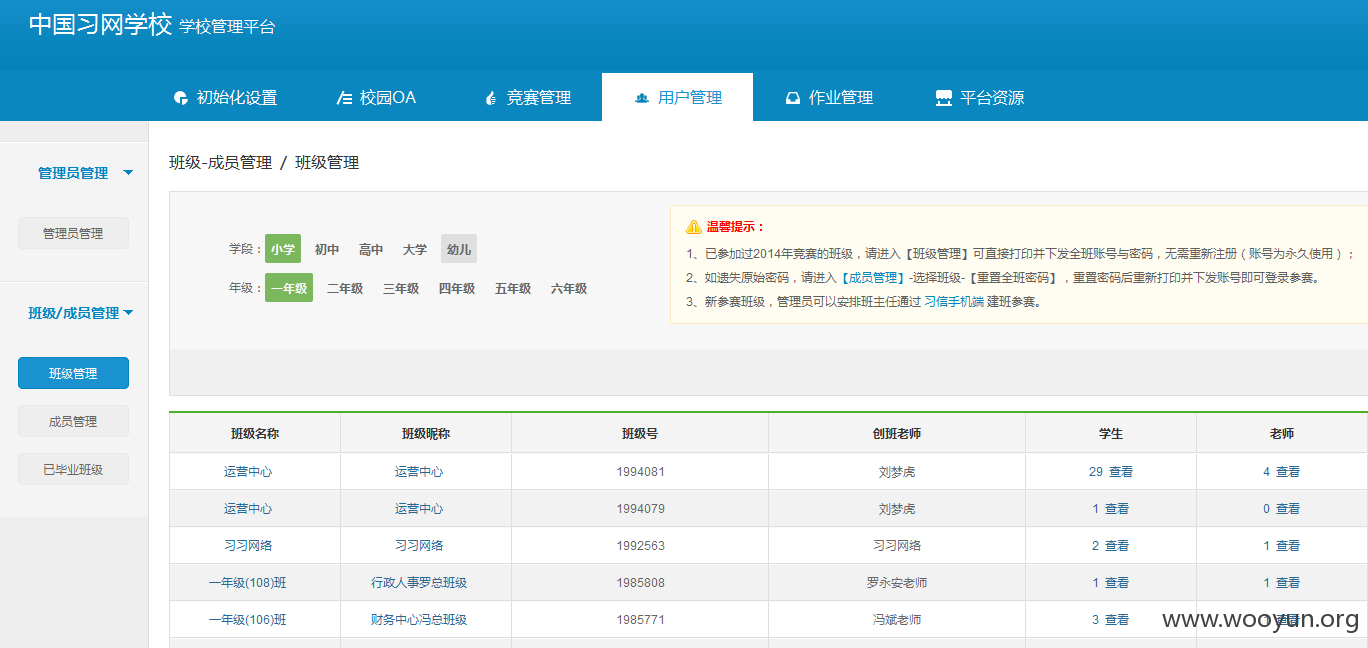 中国习网学校 学校管理平台
初始化设置 校园OA 竞赛管理 用户管理 作业管理 平台资源
管理员管理
管理员管理
班级/成员管理
班级管理
成员管理
已毕业班级
班级-成员管理 / 班级管理
学段： 小学 初中 高中 大学 幼儿
年级： 一年级 二年级 三年级 四年级 五年级 六年级
温馨提示：
1、已参加过2014年竞赛的班级，请进入【班级管理】可直接打印并下发全班账号与密码，无需重新注册（账号为永久使用）；
2、如遗失原始密码，请进入【成员管理】-选择班级-【重置全班密码】，重置密码后重新打印并下发账号即可登录参赛。
3、新参赛班级，管理员可以安排班主任通过 习信手机端 建班参赛。
班级名称 班级昵称 班级号 创班老师 学生 老师
运营中心 运营中心 1994081 刘梦虎 29 查看 4 查看
运营中心 运营中心 1994079 刘梦虎 1 查看 0 查看
习习网络 习习网络 1992563 习习网络 2 查看 1 查看
一年级(108)班 行政人事罗总班级 1985808 罗永安老师 1 查看 1 查看
一年级(106)班 财务中心冯总班级 1985771 冯斌老师 3 查看 查看
www.wooyun.org